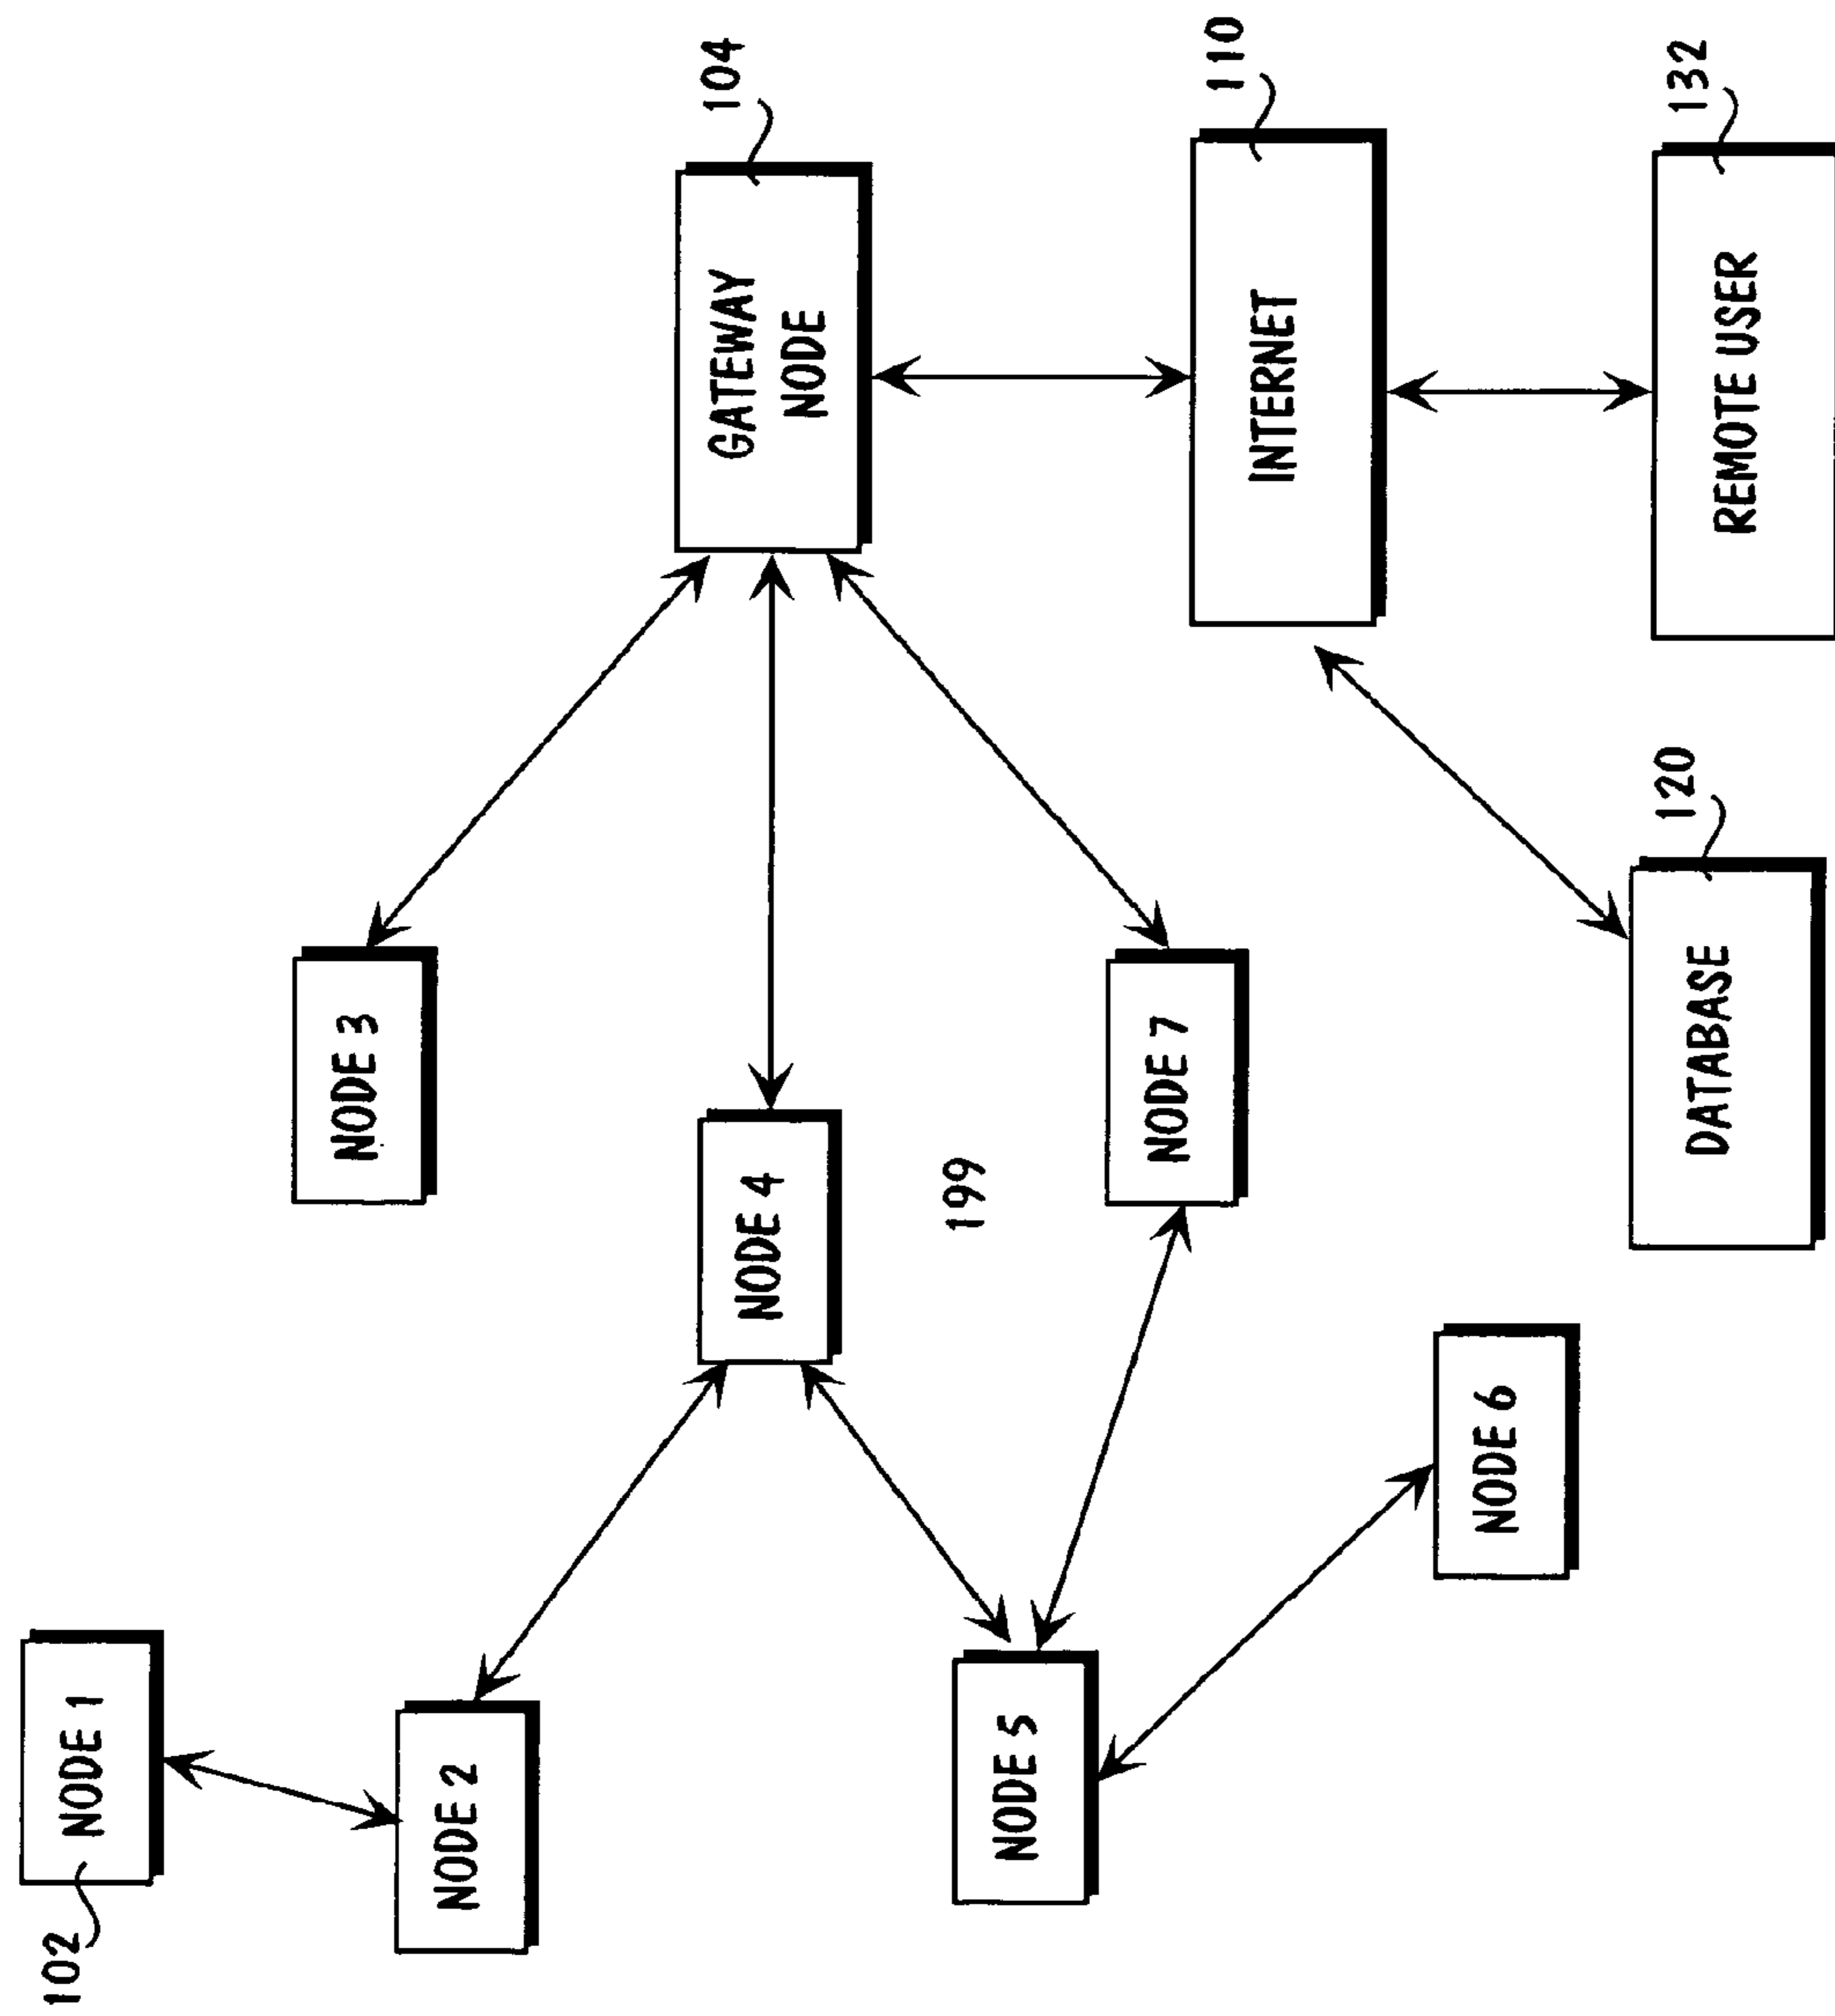 102
NODE 1
NODE 2
NODE 3
NODE 4
104
GATEWAY
NODE
199
NODE 5
NODE 7
110
INTERNET
NODE 6
120
DATABASE
132
REMOTE USER